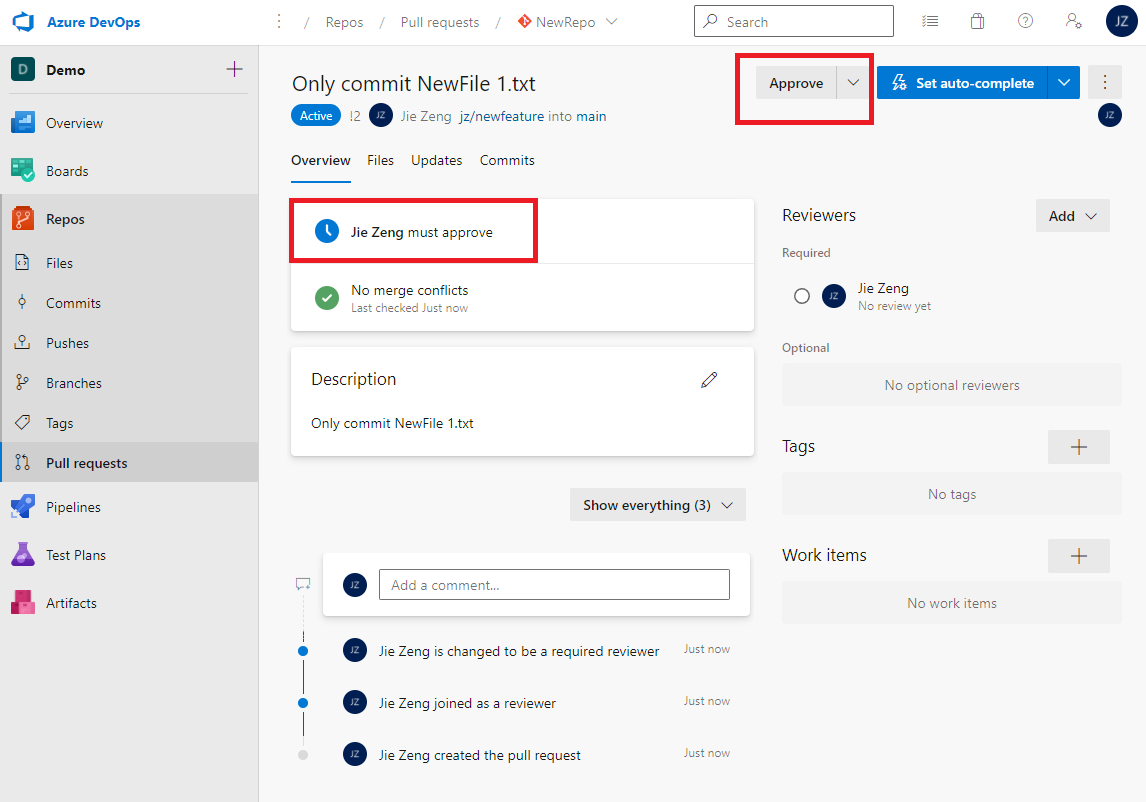 Azure DevOps
/ Repos / Pull requests / NewRepo
Search
JZ
D Demo
Overview
Boards
Repos
Files
Commits
Pushes
Branches
Tags
Pull requests
Pipelines
Test Plans
Artifacts
Only commit NewFile 1.txt
Approve
Set auto-complete
Active !2 JZ Jie Zeng jz/newfeature into main
JZ
Overview Files Updates Commits
Jie Zeng must approve
No merge conflicts
Last checked Just now
Description
Only commit NewFile 1.txt
Show everything (3)
JZ Add a comment...
JZ Jie Zeng is changed to be a required reviewer Just now
JZ Jie Zeng joined as a reviewer Just now
JZ Jie Zeng created the pull request Just now
Reviewers
Add
Required
JZ Jie Zeng
No review yet
Optional
No optional reviewers
Tags
No tags
Work items
No work items